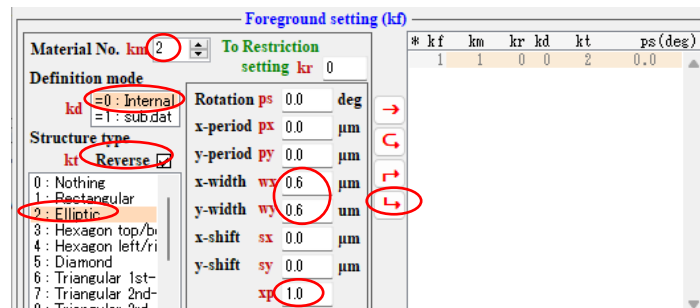 Foreground setting (kf)
Material No. km 2
To Restriction
setting kr 0
Definition mode
kd =0 : Internal
=1 : sub.dat
Structure type
kt Reverse
0 : Nothing
1 : Rectangular
2 : Elliptic
3 : Hexagon top/b
4 : Hexagon left/ri
5 : Diamond
6 : Triangular 1st-
7 : Triangular 2nd-
Rotation ps 0.0 deg
x-period px 0.0 μm
y-period py 0.0 μm
x-width wx 0.6 μm
y-width wy 0.6 um
x-shift sx 0.0 μm
y-shift sy 0.0 μm
xp 1.0
* kf km kr kd kt ps(deg)
1 1 0 0 2 0.0